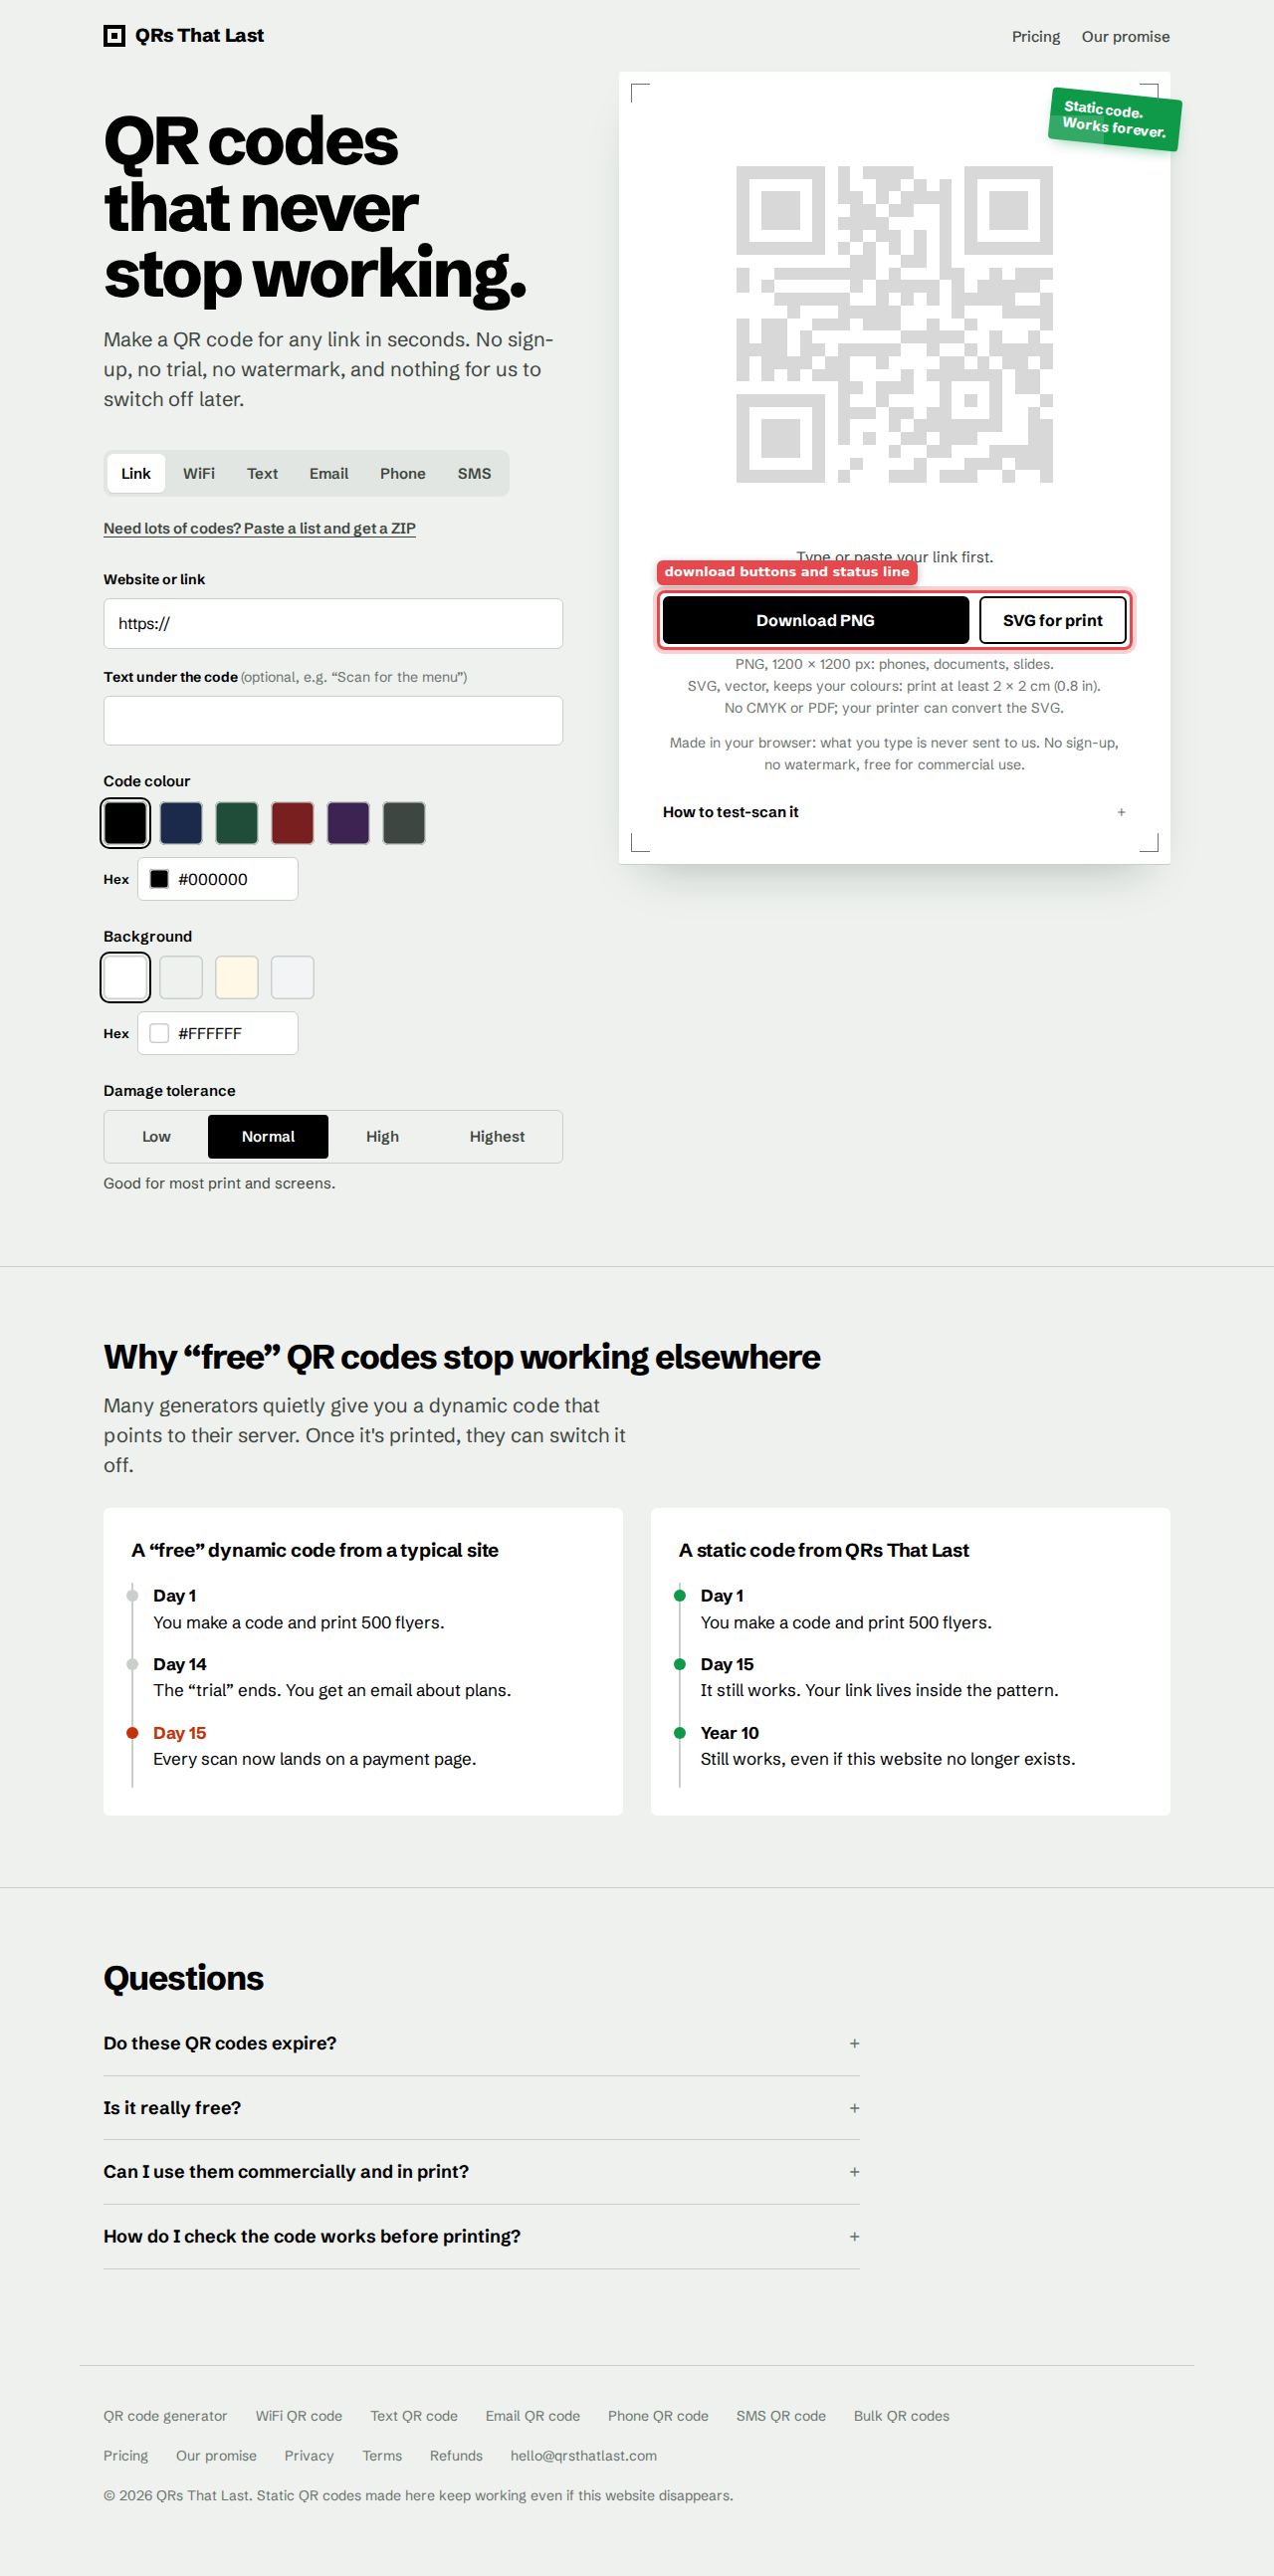 QRs That Last
Pricing
Our promise
QR codes
that never
stop working.
Make a QR code for any link in seconds. No sign-
up, no trial, no watermark, and nothing for us to
switch off later.
Link
WiFi
Text
Email
Phone
SMS
Need lots of codes? Paste a list and get a ZIP
Website or link
https://
Text under the code (optional, e.g. “Scan for the menu”)
Code colour
Hex
#000000
Background
Hex
#FFFFFF
Damage tolerance
Low
Normal
High
Highest
Good for most print and screens.
Static code.
Works forever.
Type or paste your link first.
download buttons and status line
Download PNG
SVG for print
PNG, 1200 × 1200 px: phones, documents, slides.
SVG, vector, keeps your colours: print at least 2 × 2 cm (0.8 in).
No CMYK or PDF; your printer can convert the SVG.
Made in your browser: what you type is never sent to us. No sign-up,
no watermark, free for commercial use.
How to test-scan it
+
Why “free” QR codes stop working elsewhere
Many generators quietly give you a dynamic code that
points to their server. Once it's printed, they can switch it
off.
A “free” dynamic code from a typical site
Day 1
You make a code and print 500 flyers.
Day 14
The “trial” ends. You get an email about plans.
Day 15
Every scan now lands on a payment page.
A static code from QRs That Last
Day 1
You make a code and print 500 flyers.
Day 15
It still works. Your link lives inside the pattern.
Year 10
Still works, even if this website no longer exists.
Questions
Do these QR codes expire?
+
Is it really free?
+
Can I use them commercially and in print?
+
How do I check the code works before printing?
+
QR code generator
WiFi QR code
Text QR code
Email QR code
Phone QR code
SMS QR code
Bulk QR codes
Pricing
Our promise
Privacy
Terms
Refunds
hello@qrsthatlast.com
© 2026 QRs That Last. Static QR codes made here keep working even if this website disappears.